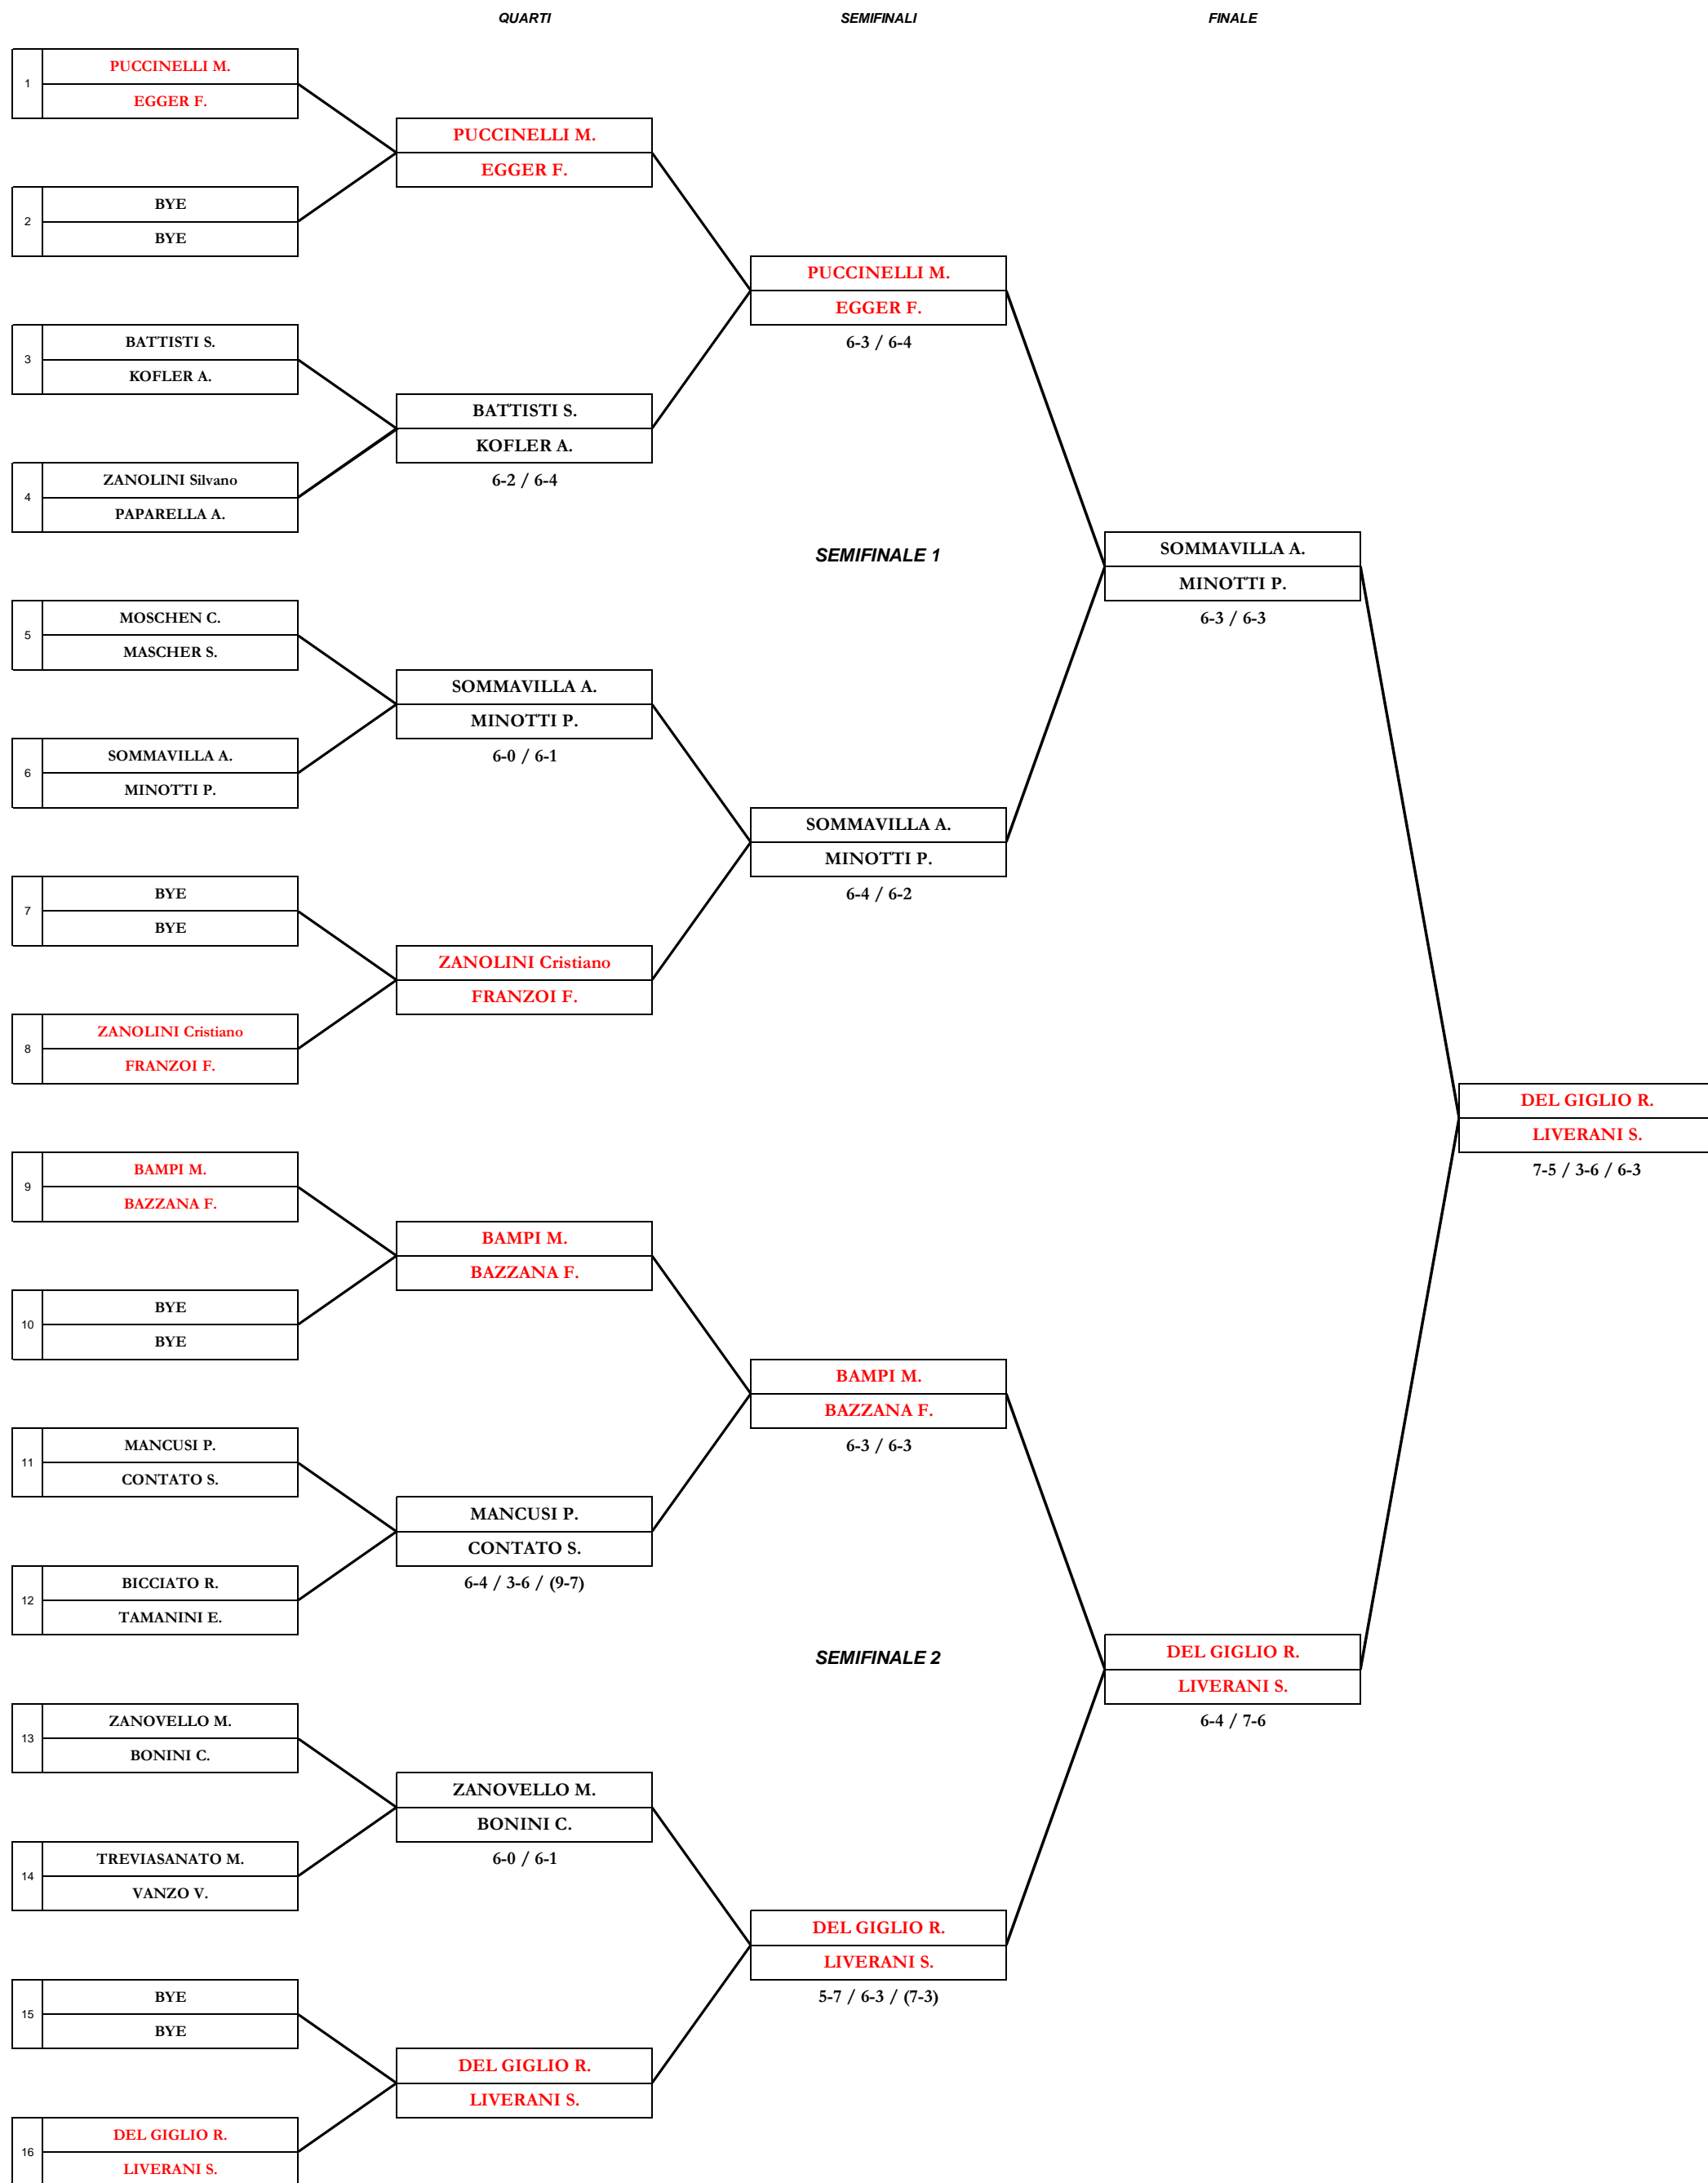 QUARTI SEMIFINALI FINALE
1
PUCCINELLI M.
EGGER F.
PUCCINELLI M.
EGGER F.
2
BYE
BYE
PUCCINELLI M.
EGGER F.
6-3 / 6-4
3
BATTISTI S.
KOFLER A.
BATTISTI S.
KOFLER A.
6-2 / 6-4
4
ZANOLINI Silvano
PAPARELLA A.
SEMIFINALE 1
SOMMAVILLA A.
MINOTTI P.
6-3 / 6-3
5
MOSCHEN C.
MASCHER S.
SOMMAVILLA A.
MINOTTI P.
6-0 / 6-1
6
SOMMAVILLA A.
MINOTTI P.
SOMMAVILLA A.
MINOTTI P.
6-4 / 6-2
7
BYE
BYE
ZANOLINI Cristiano
FRANZOI F.
8
ZANOLINI Cristiano
FRANZOI F.
DEL GIGLIO R.
LIVERANI S.
7-5 / 3-6 / 6-3
9
BAMPI M.
BAZZANA F.
BAMPI M.
BAZZANA F.
10
BYE
BYE
BAMPI M.
BAZZANA F.
6-3 / 6-3
11
MANCUSI P.
CONTATO S.
MANCUSI P.
CONTATO S.
6-4 / 3-6 / (9-7)
12
BICCIATO R.
TAMANINI E.
SEMIFINALE 2
DEL GIGLIO R.
LIVERANI S.
6-4 / 7-6
13
ZANOVELLO M.
BONINI C.
ZANOVELLO M.
BONINI C.
6-0 / 6-1
14
TREVIASANATO M.
VANZO V.
DEL GIGLIO R.
LIVERANI S.
5-7 / 6-3 / (7-3)
15
BYE
BYE
DEL GIGLIO R.
LIVERANI S.
16
DEL GIGLIO R.
LIVERANI S.